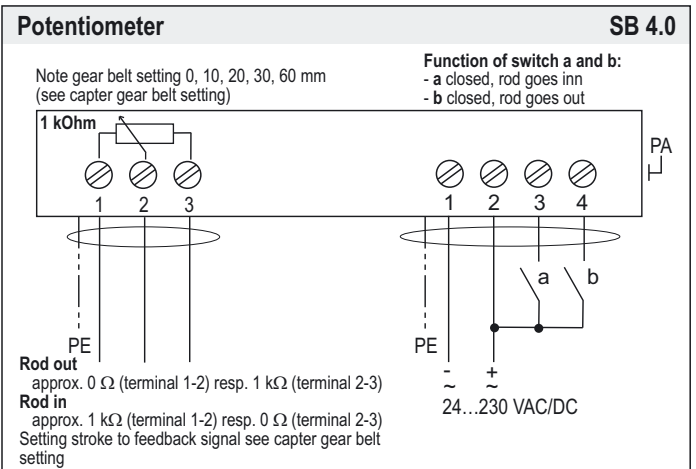 Potentiometer SB 4.0
Note gear belt setting 0, 10, 20, 30, 60 mm
(see capter gear belt setting)
Function of switch a and b:
- a closed, rod goes inn
- b closed, rod goes out
1 kOhm
PA
1 2 3
1 2 3 4
a b
PE
PE
- +
~ ~
24...230 VAC/DC
Rod out
approx. 0 Ω (terminal 1-2) resp. 1 kΩ (terminal 2-3)
Rod in
approx. 1 kΩ (terminal 1-2) resp. 0 Ω (terminal 2-3)
Setting stroke to feedback signal see capter gear belt
setting